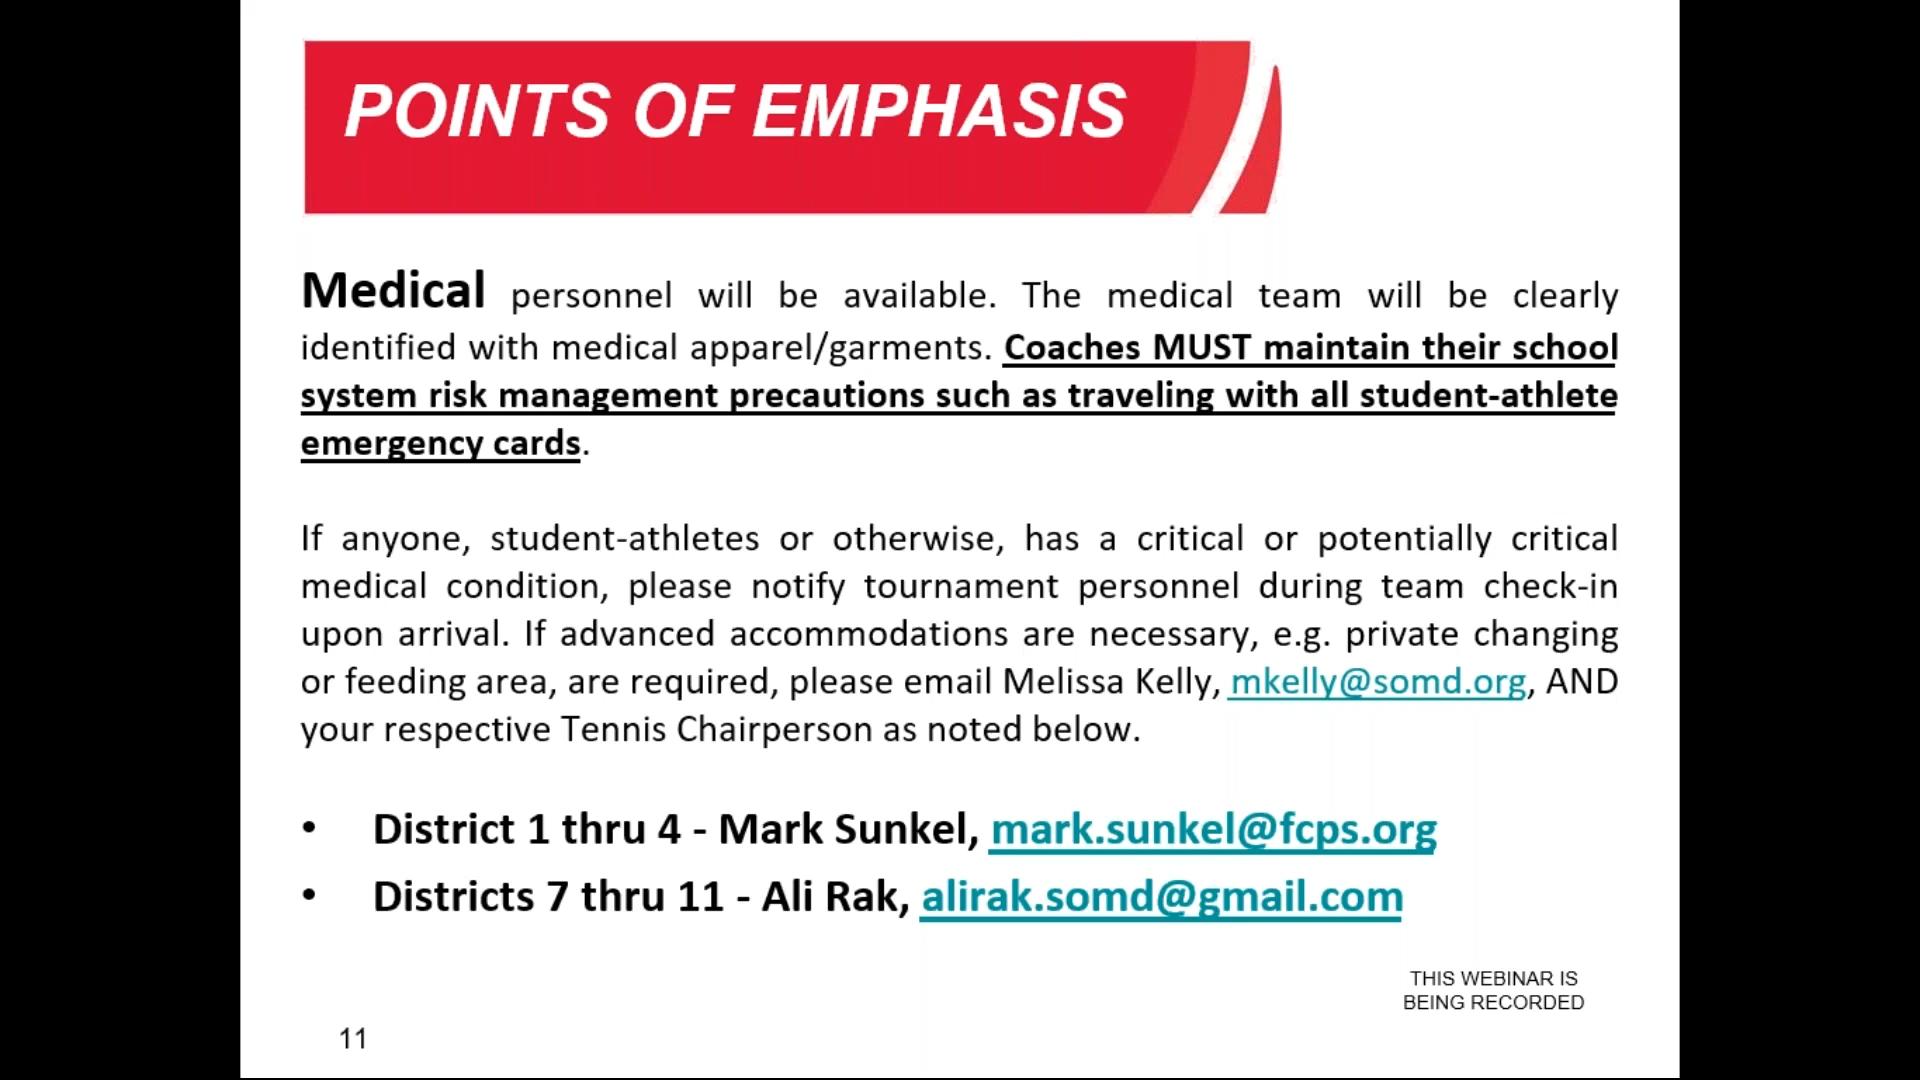 POINTS OF EMPHASIS
Medical personnel will be available. The medical team will be clearly
identified with medical apparel/garments. Coaches MUST maintain their school
system risk management precautions such as traveling with all student-athlete
emergency cards.
If anyone, student-athletes or otherwise, has a critical or potentially critical
medical condition, please notify tournament personnel during team check-in
upon arrival. If advanced accommodations are necessary, e.g. private changing
or feeding area, are required, please email Melissa Kelly, mkelly@somd.org, AND
your respective Tennis Chairperson as noted below.
• District 1 thru 4 - Mark Sunkel, mark.sunkel@fcps.org
• Districts 7 thru 11 - Ali Rak, alirak.somd@gmail.com
THIS WEBINAR IS
BEING RECORDED
11